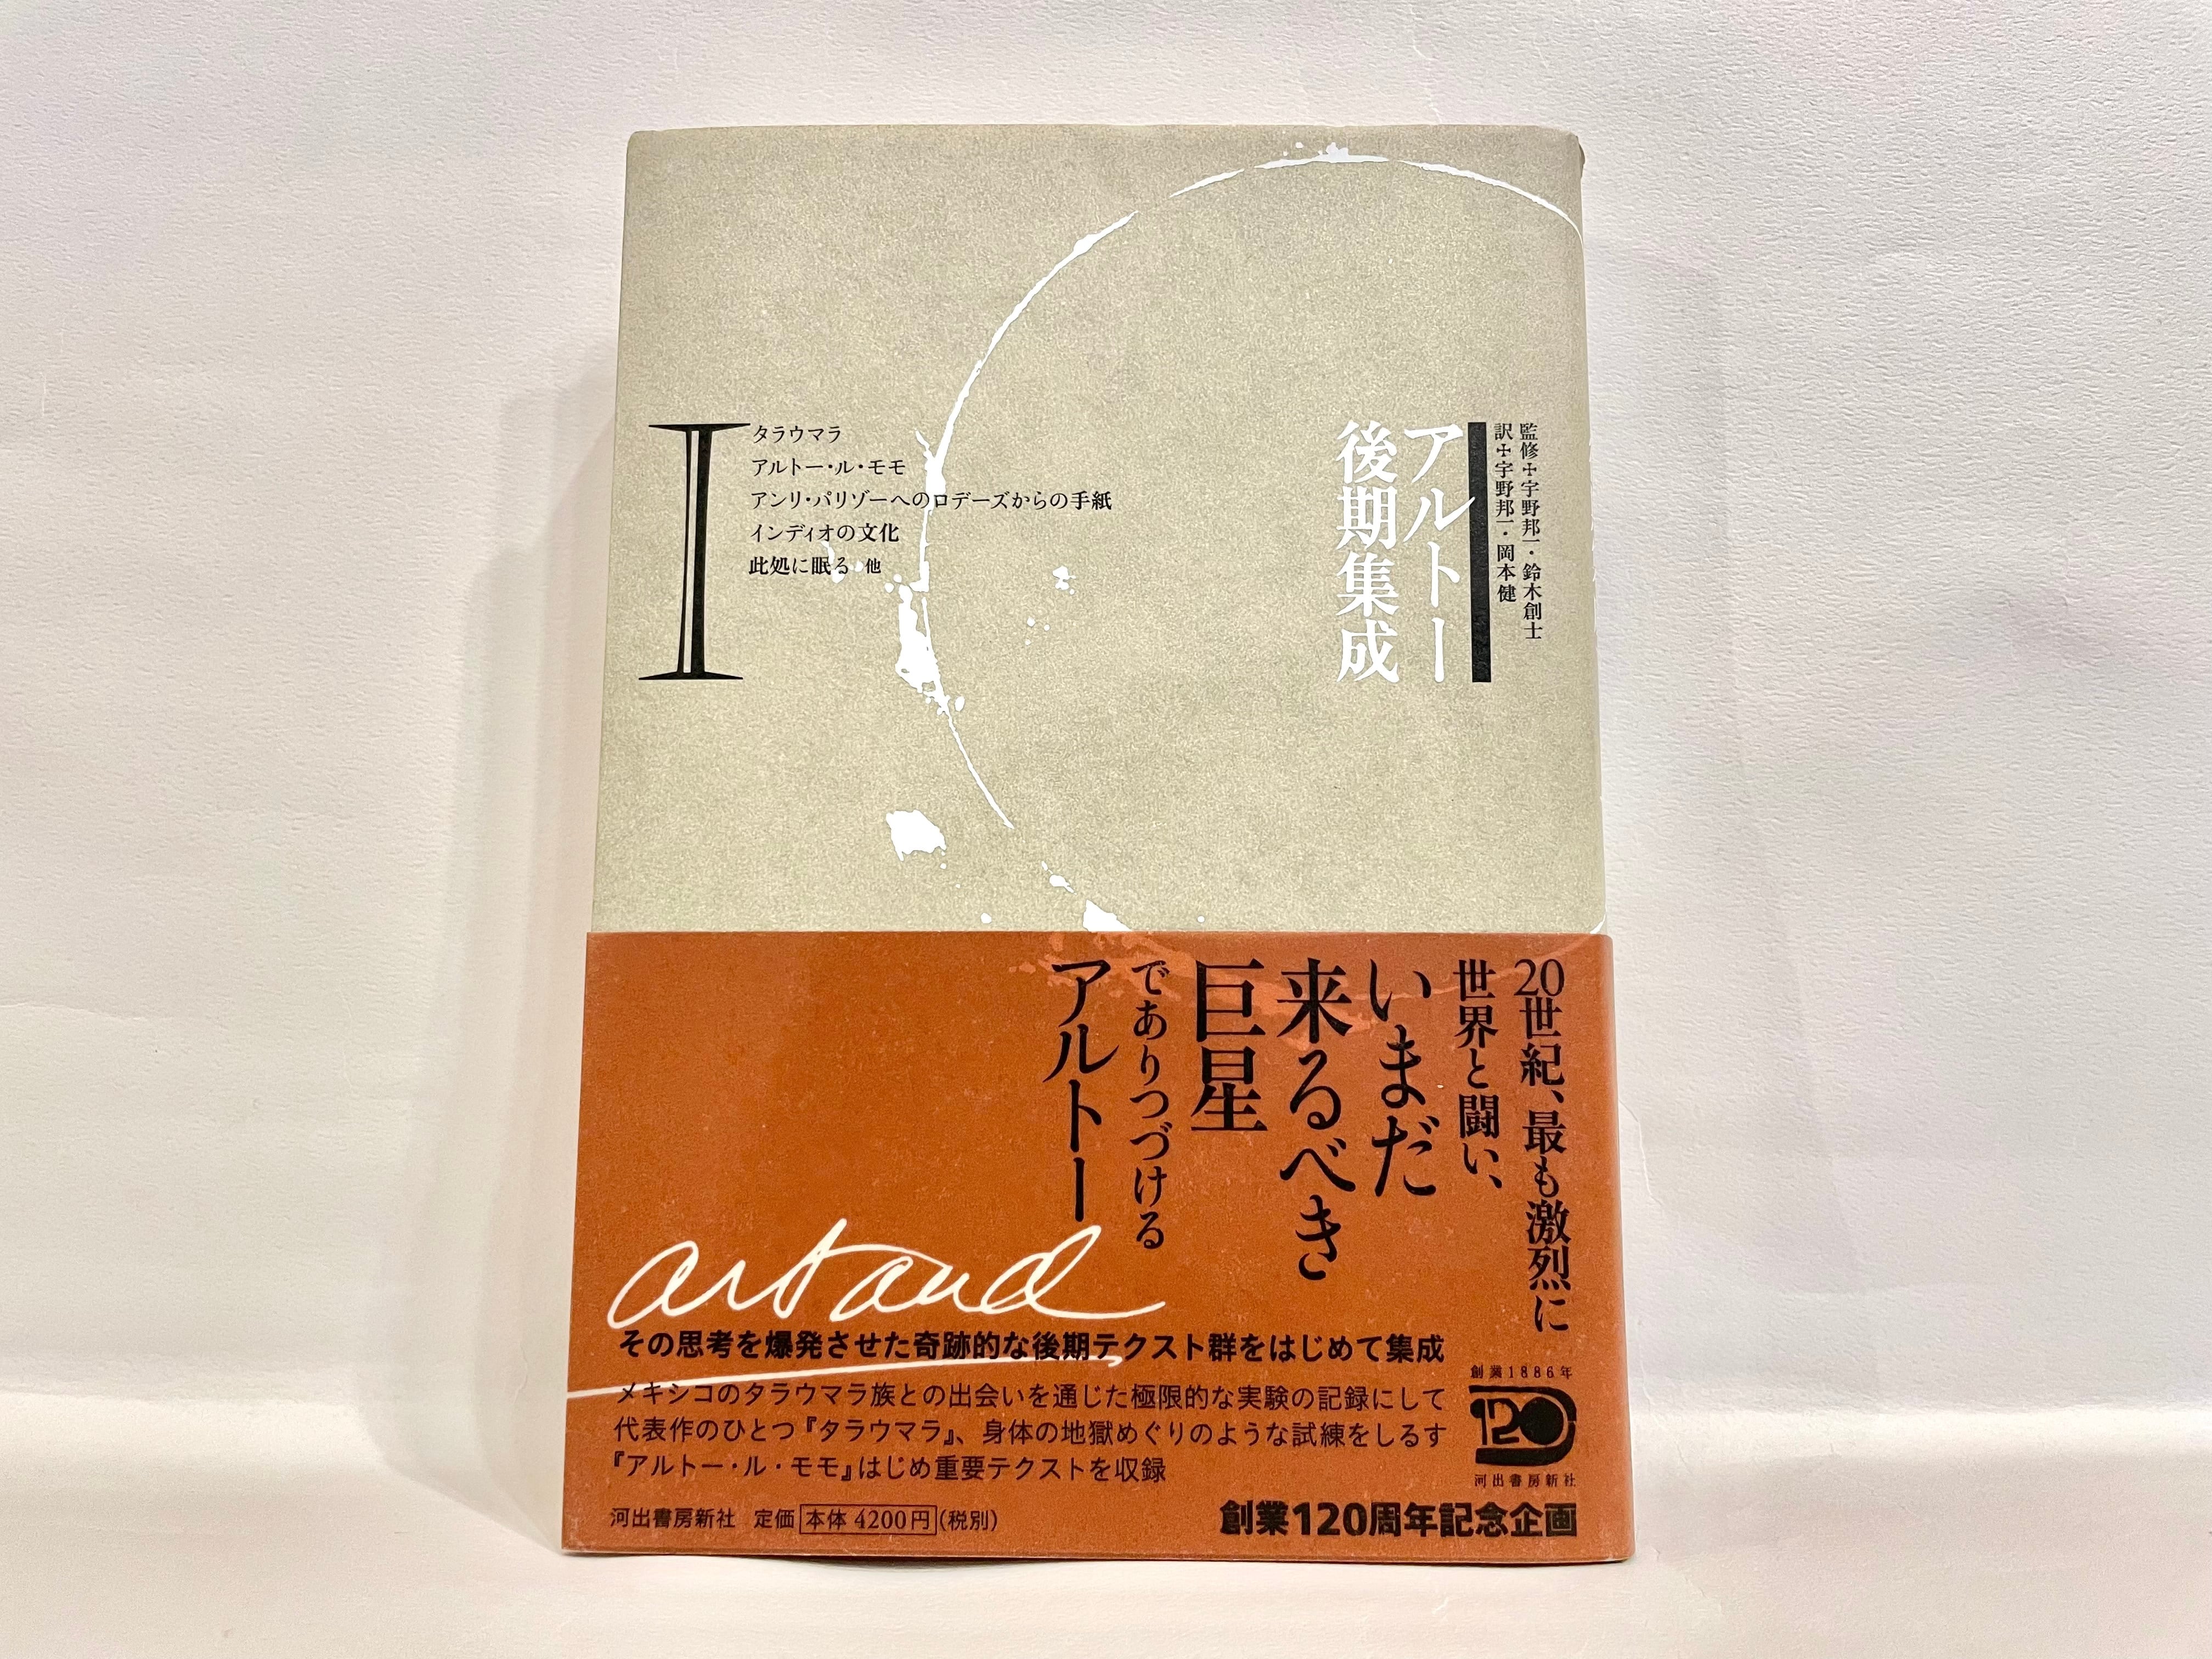 監修✢宇野邦一・鈴木創士
訳✢宇野邦一・岡本健
アルトー
後期集成
I
タラウマラ
アルトー・ル・モモ
アンリ・パリゾーへのロデーズからの手紙
インディオの文化
此処に眠る 他
20世紀、最も激烈に
世界と闘い、
いまだ
来るべき
巨星
でありつづける
アルトー
artaud
その思考を爆発させた奇跡的な後期テクスト群をはじめて集成
メキシコのタラウマラ族との出会いを通じた極限的な実験の記録にして
代表作のひとつ『タラウマラ』、身体の地獄めぐりのような試練をしるす
『アルトー・ル・モモ』はじめ重要テクストを収録
創業1886年
120
河出書房新社
河出書房新社 定価 本体 4200円 (税別)
創業120周年記念企画